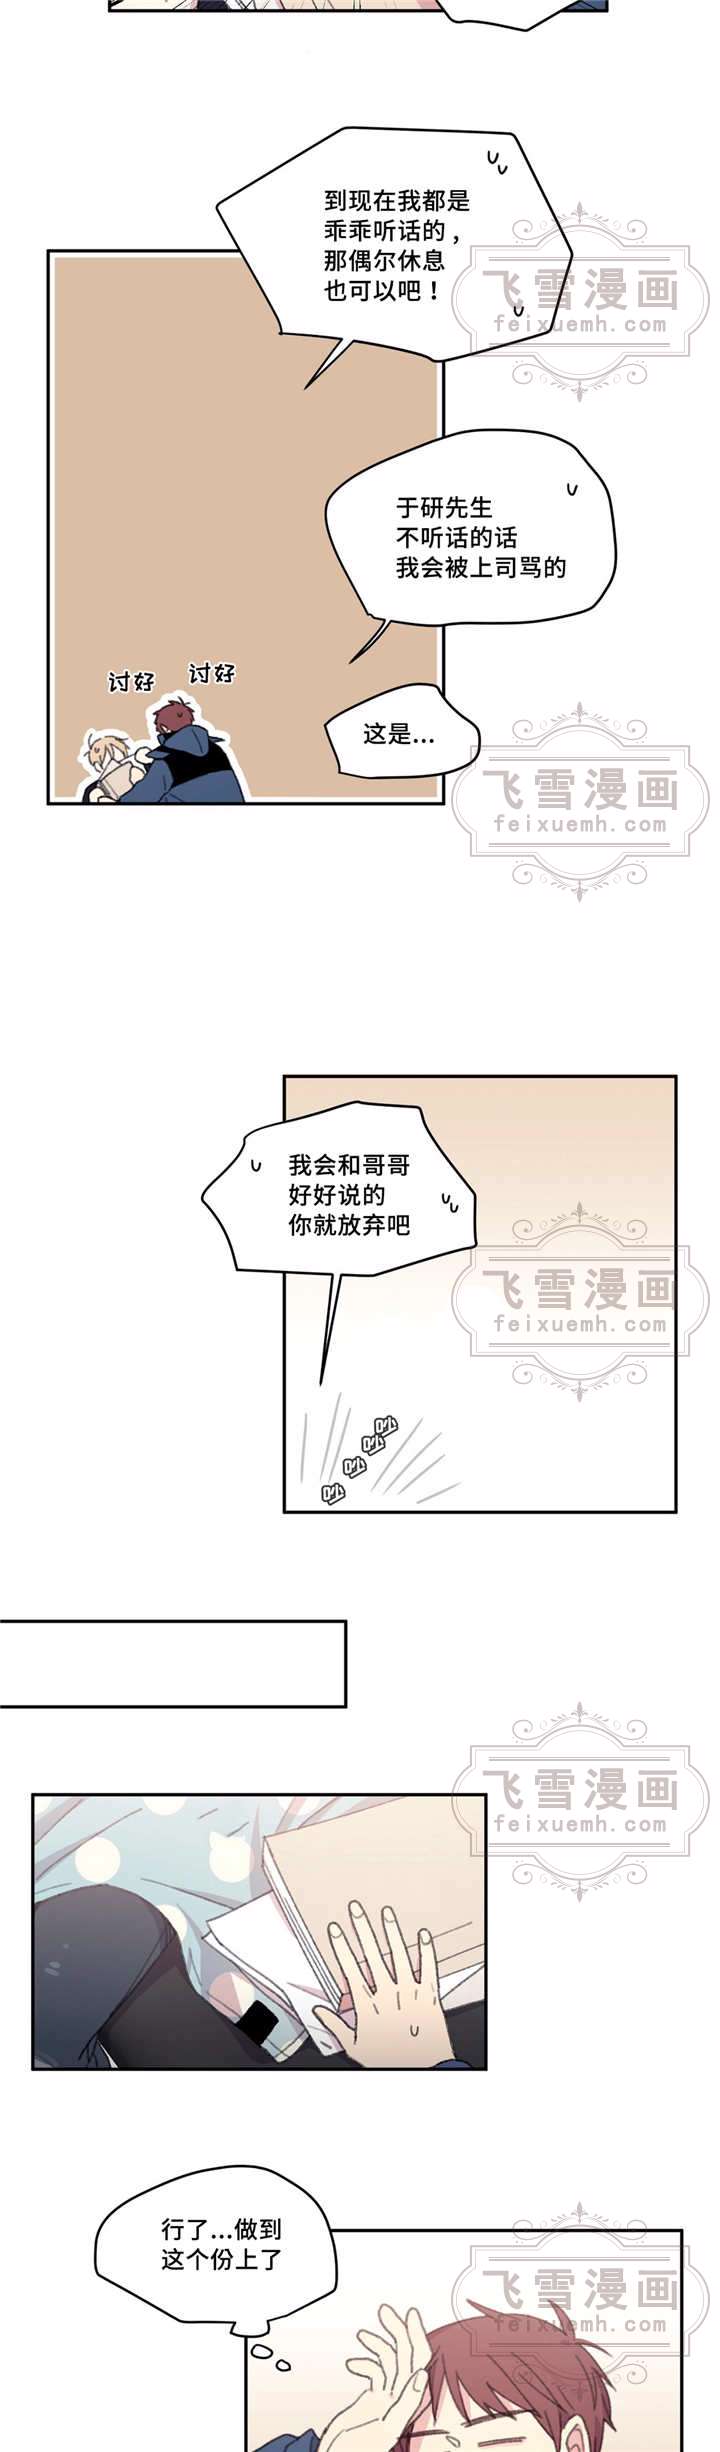 到现在我都是
乖乖听话的，
那偶尔休息
也可以吧！
飞雪漫画
feixuemh.com
于研先生
不听话的话
我会被上司骂的
讨好
讨好
这是...
飞雪漫画
feixuemh.com
我会和哥哥
好好说的
你就放弃吧
飞雪漫画
feixuemh.com
吵
吵
吵
吵
飞雪漫画
feixuemh.com
行了...做到
这个份上了
飞雪漫画
feixuemh.com